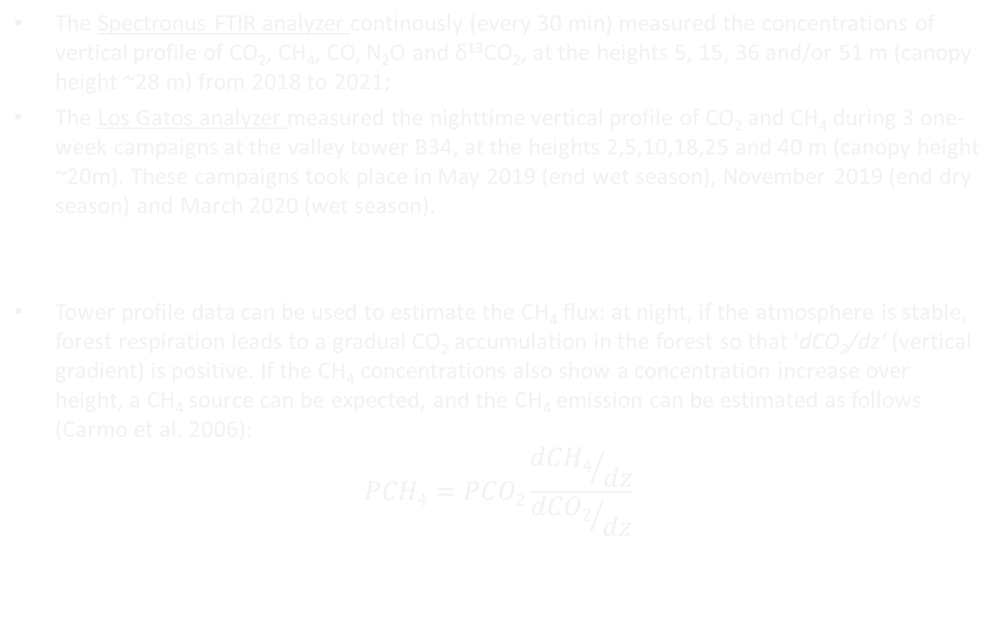 • The Spectronus FTIR analyzer continously (every 30 min) measured the concentrations of
vertical profile of CO₂, CH₄, CO, N₂O and δ¹³CO₂, at the heights 5, 15, 36 and/or 51 m (canopy
height ~28 m) from 2018 to 2021;
• The Los Gatos analyzer measured the nighttime vertical profile of CO₂ and CH₄ during 3 one-
week campaigns at the valley tower B34, at the heights 2,5,10,18,25 and 40 m (canopy height
~20m). These campaigns took place in May 2019 (end wet season), November 2019 (end dry
season) and March 2020 (wet season).
• Tower profile data can be used to estimate the CH₄ flux: at night, if the atmosphere is stable,
forest respiration leads to a gradual CO₂ accumulation in the forest so that 'dCO₂/dz′ (vertical
gradient) is positive. If the CH₄ concentrations also show a concentration increase over
height, a CH₄ source can be expected, and the CH₄ emission can be estimated as follows
(Carmo et al. 2006):
PCH₄ = PCO₂ (dCH₄/dz)/(dCO₂/dz)